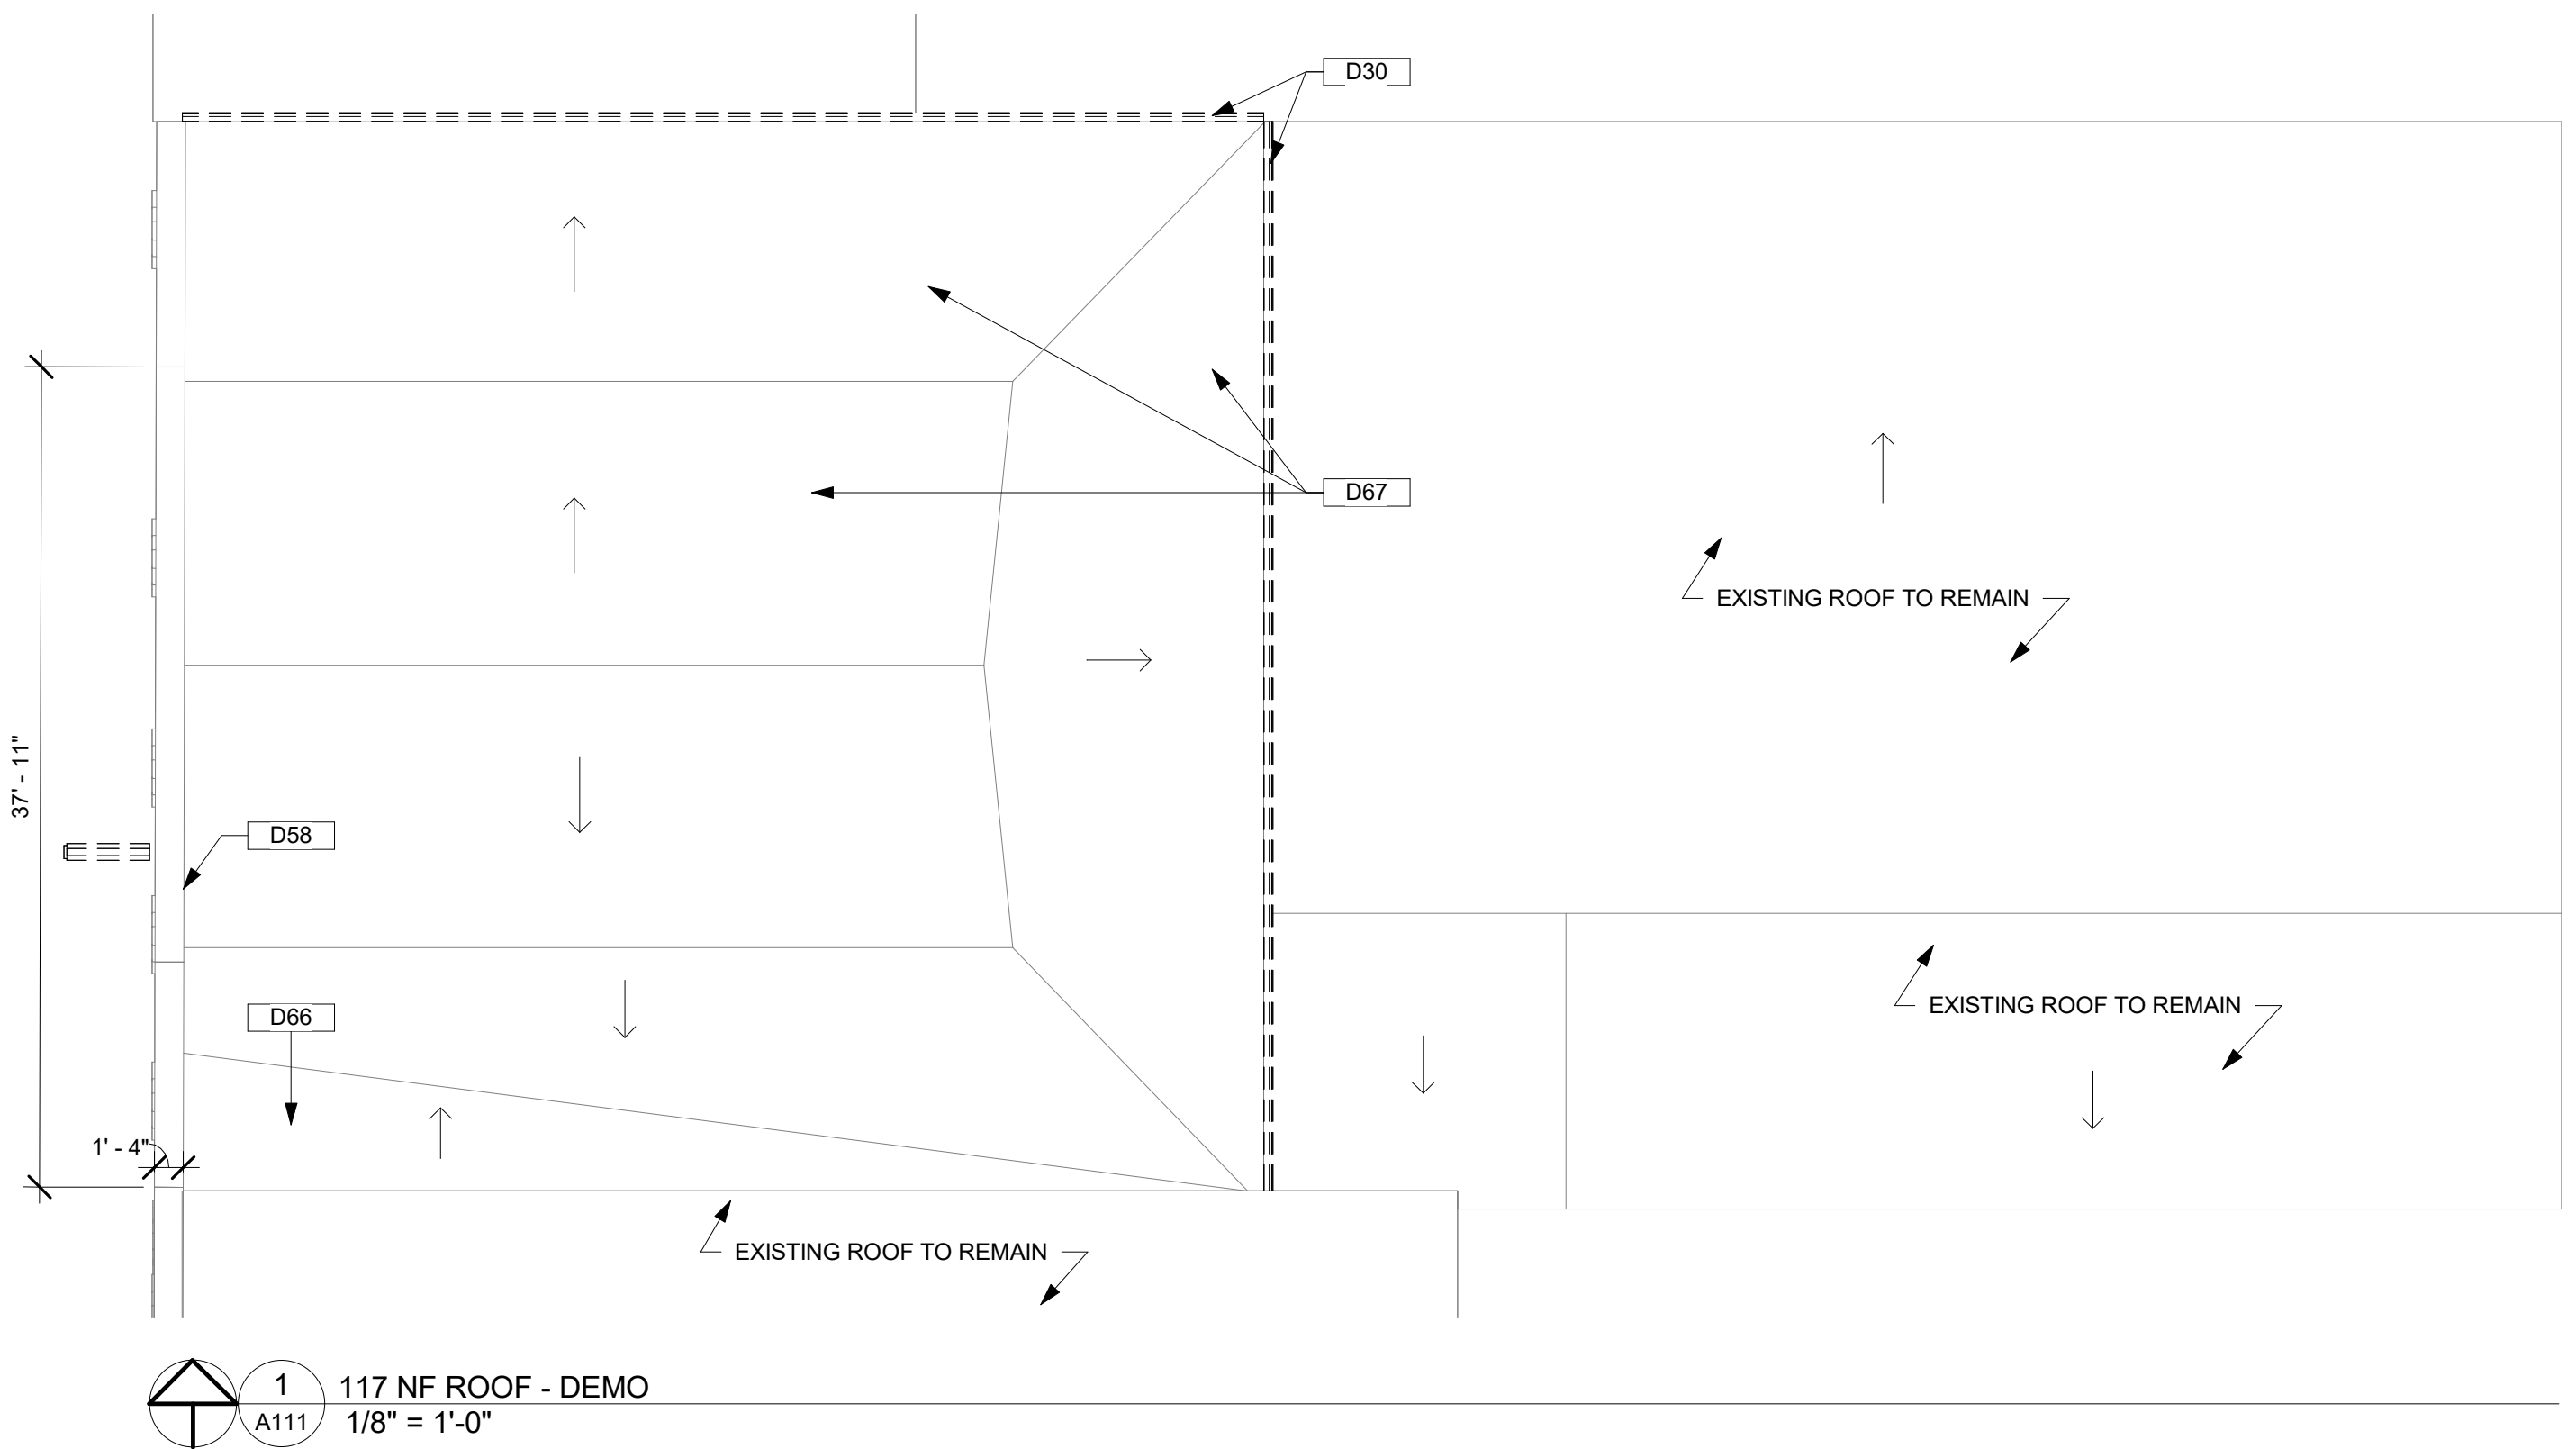 D30
D67
EXISTING ROOF TO REMAIN
37' - 11"
D58
EXISTING ROOF TO REMAIN
D66
1' - 4"
EXISTING ROOF TO REMAIN
1
A111
117 NF ROOF - DEMO
1/8" = 1'-0"